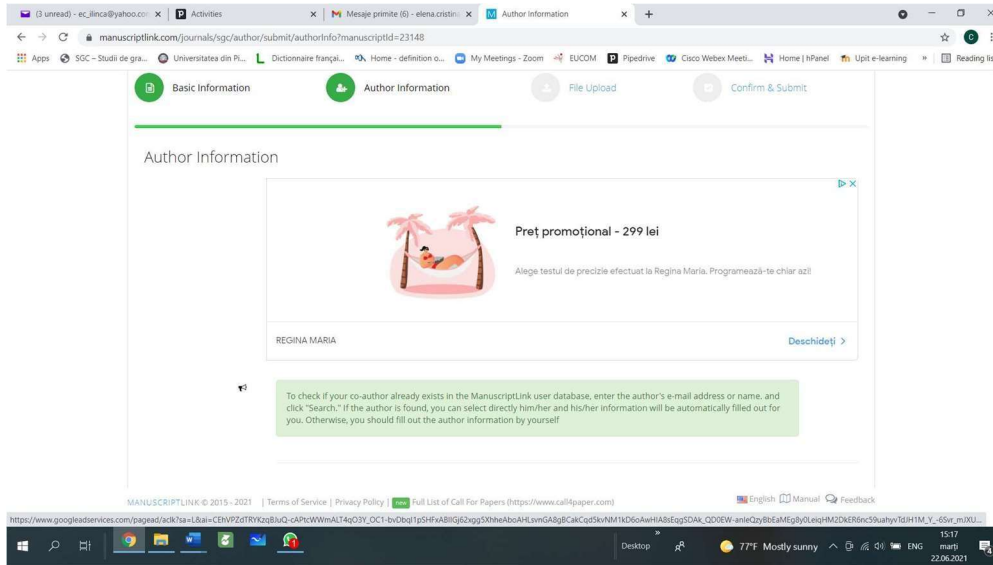 (3 unread) - ec_ilinca@yahoo.co
Activities
Mesaje primite (6) - elena.cristin
Author Information
manuscriptlink.com/journals/sgc/author/submit/authorInfo?manuscriptId=23148
Apps SGC – Studii de gra... Universitatea din Pi... Dictionnaire françai... Home - definition o... My Meetings - Zoom EUCOM Pipedrive Cisco Webex Meeti... Home | hPanel Upit e-learning » Reading lis
Basic Information Author Information File Upload Confirm & Submit
Author Information
Preț promoțional - 299 lei
Alege testul de precizie efectuat la Regina Maria. Programează-te chiar azi!
REGINA MARIA Deschideți >
To check if your co-author already exists in the ManuscriptLink user database, enter the author's e-mail address or name. and
click "Search." If the author is found, you can select directly him/her and his/her information will be automatically filled out for
you. Otherwise, you should fill out the author information by yourself
MANUSCRIPTLINK © 2015 - 2021 | Terms of Service | Privacy Policy | new Full List of Call For Papers (https://www.call4paper.com) English Manual Feedback
Desktop » 77°F Mostly sunny ENG
15:17
marți
22.06.2021
4